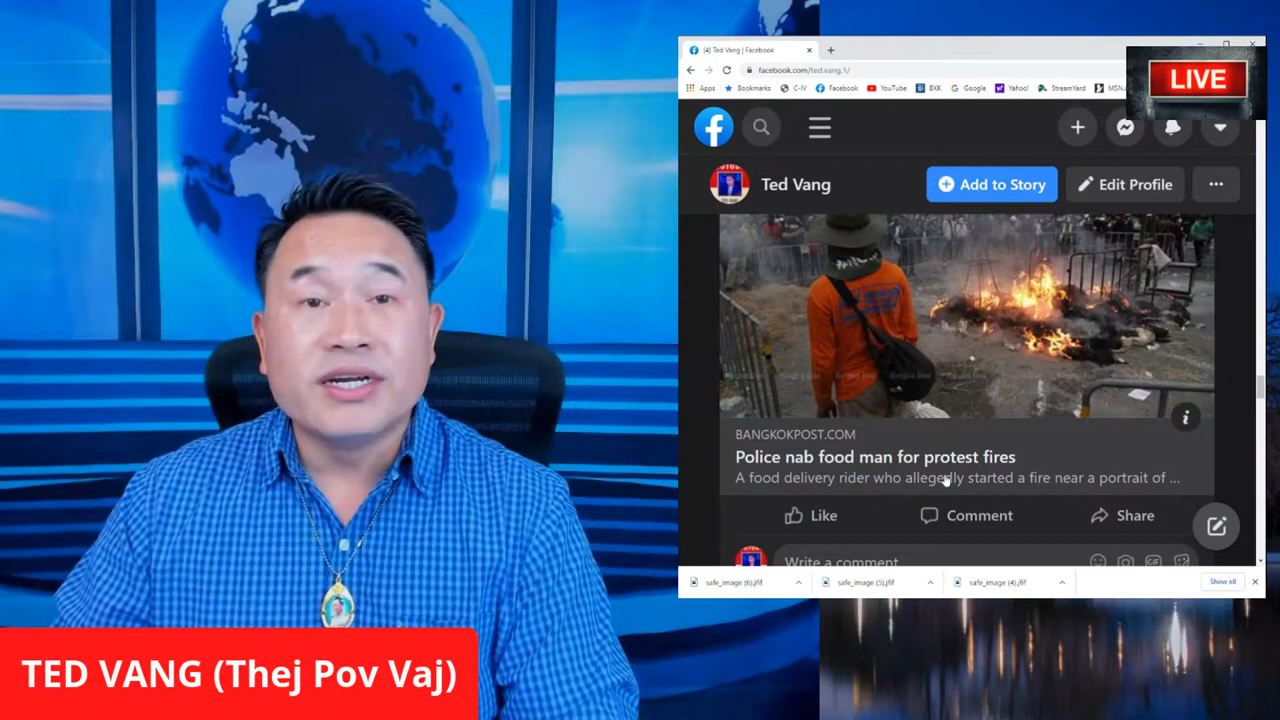 (4) Ted Vang | Facebook
facebook.com/ted.vang.1/
Apps Bookmarks C-IV Facebook YouTube BKK Google Yahoo! StreamYard
LIVE
Ted Vang
Add to Story
Edit Profile
BANGKOKPOST.COM
Police nab food man for protest fires
A food delivery rider who allegedly started a fire near a portrait of ...
Like
Comment
Share
Write a comment
safe_image (6).jfif
safe_image (5).jfif
safe_image (4).jfif
Show all
TED VANG (Thej Pov Vaj)